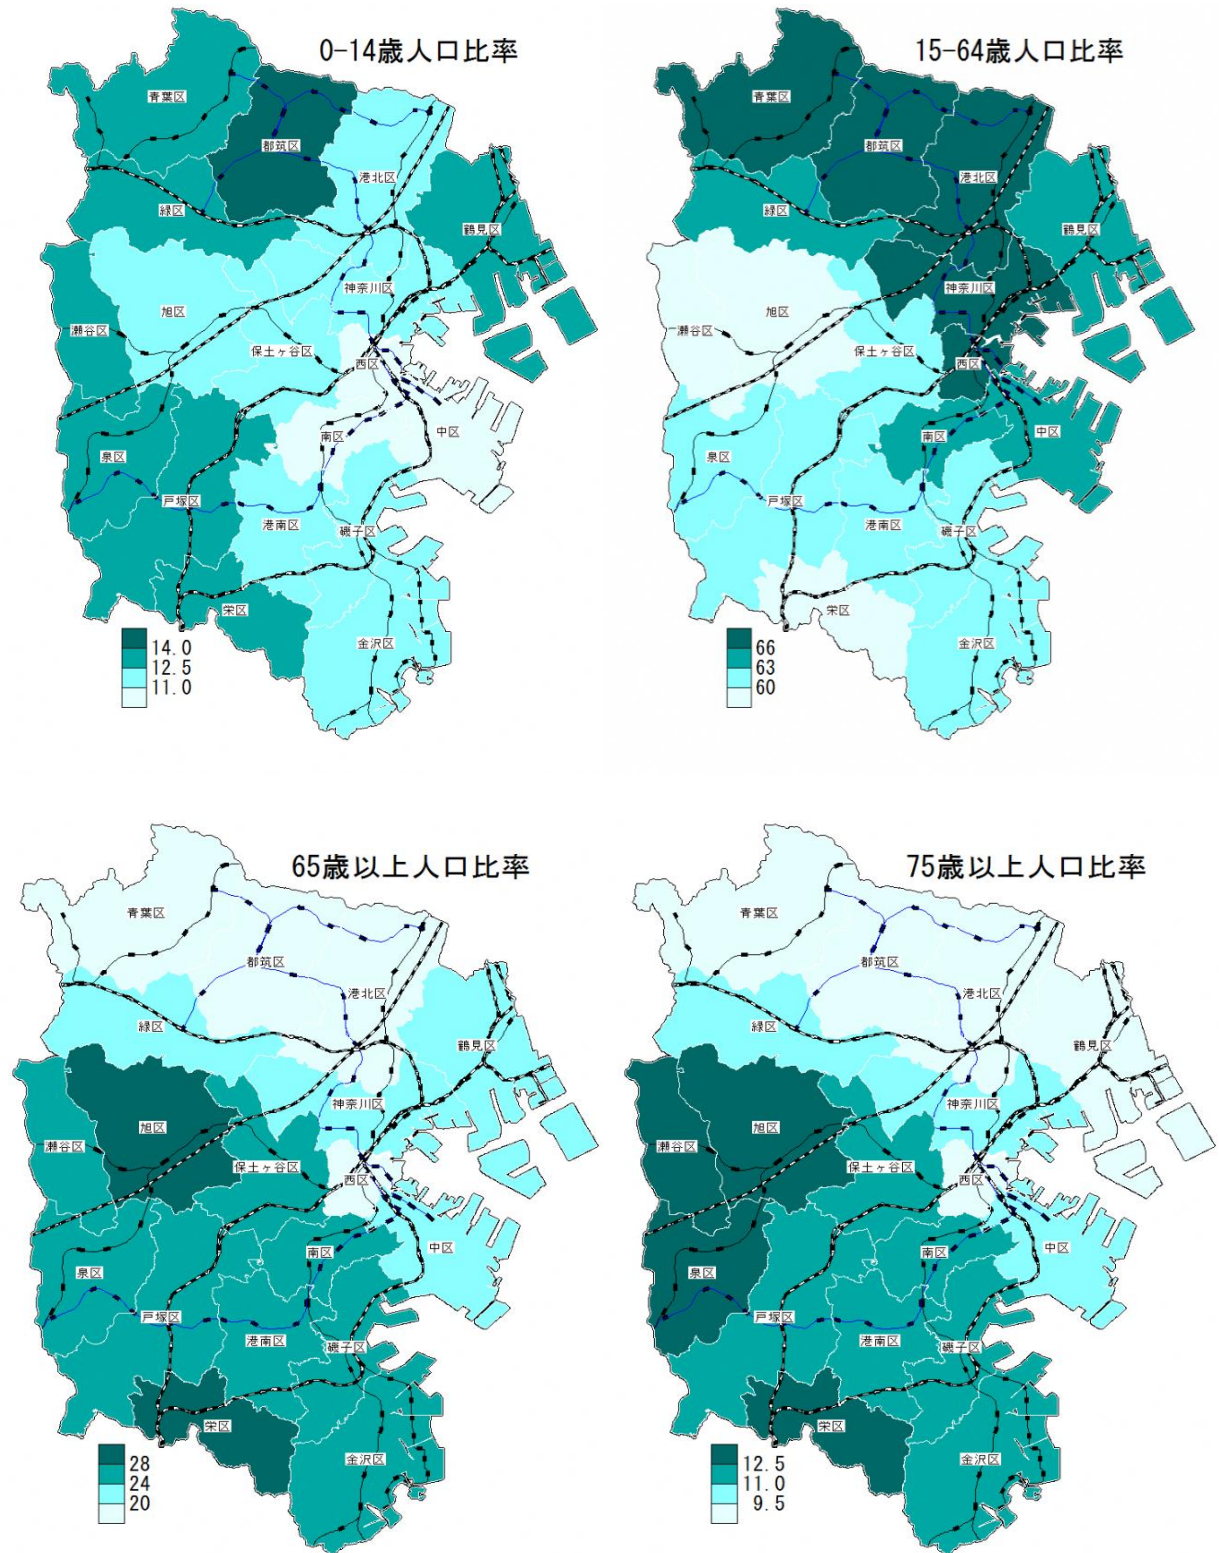 0-14歳人口比率
青葉区
都筑区
港北区
緑区
鶴見区
神奈川区
旭区
瀬谷区
保土ヶ谷区
西区
南区
中区
泉区
戸塚区
港南区
磯子区
栄区
金沢区
14.0
12.5
11.0
15-64歳人口比率
青葉区
都筑区
港北区
緑区
鶴見区
神奈川区
旭区
瀬谷区
保土ヶ谷区
西区
南区
中区
泉区
戸塚区
港南区
磯子区
栄区
金沢区
66
63
60
65歳以上人口比率
青葉区
都筑区
港北区
緑区
鶴見区
神奈川区
旭区
瀬谷区
保土ヶ谷区
西区
南区
中区
泉区
戸塚区
港南区
磯子区
栄区
金沢区
28
24
20
75歳以上人口比率
青葉区
都筑区
港北区
緑区
鶴見区
神奈川区
旭区
瀬谷区
保土ヶ谷区
西区
南区
中区
泉区
戸塚区
港南区
磯子区
栄区
金沢区
12.5
11.0
9.5